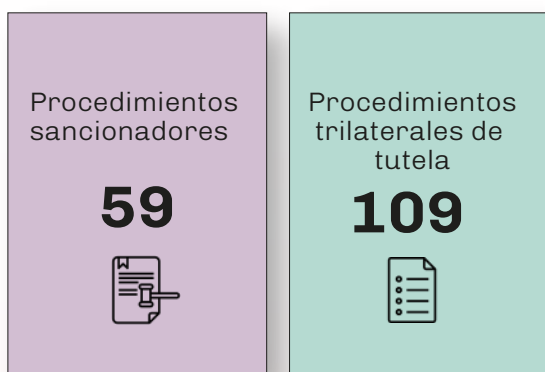 Procedimientos
sancionadores
59
Procedimientos
trilaterales de
tutela
109